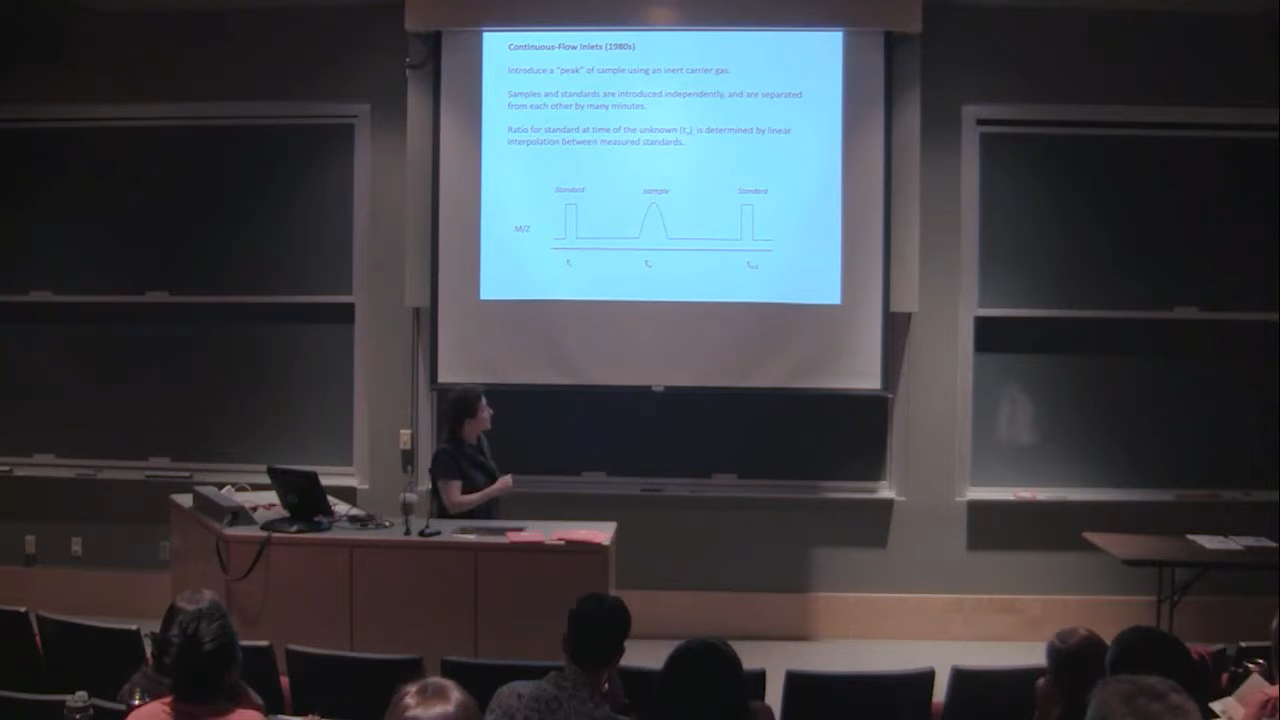 Continuous-Flow Inlets (1980s)
Introduce a "peak" of sample using an inert carrier gas.
Samples and standards are introduced independently, and are separated
from each other by many minutes.
Ratio for standard at time of the unknown (tᵤ) is determined by linear
interpolation between measured standards.
Standard sample Standard
M/Z